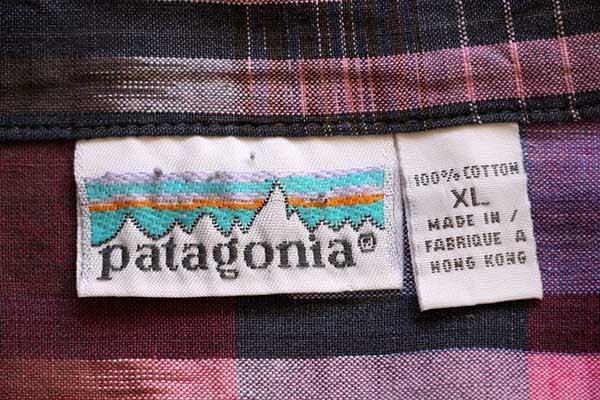 patagonia®
100% COTTON
XL
MADE IN /
FABRIQUE A
HONG KONG